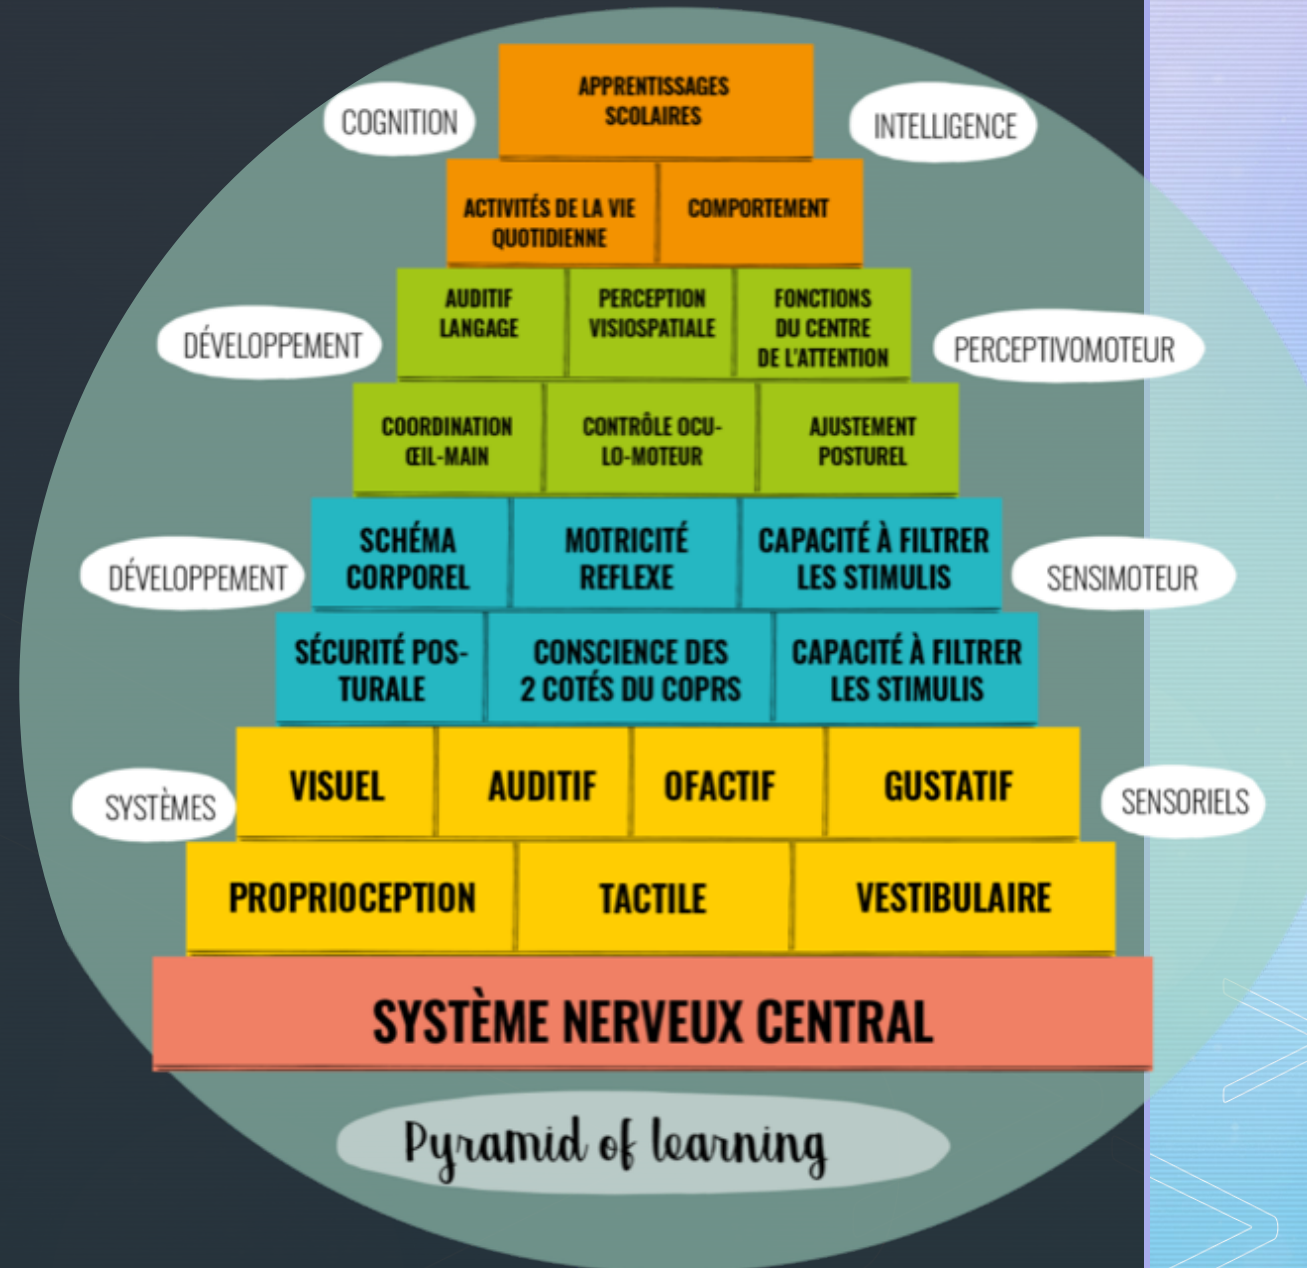 APPRENTISSAGES
SCOLAIRES
COGNITION
INTELLIGENCE
ACTIVITÉS DE LA VIE
QUOTIDIENNE
COMPORTEMENT
AUDITIF
LANGAGE
PERCEPTION
VISIOSPATIALE
FONCTIONS
DU CENTRE
DE L'ATTENTION
DÉVELOPPEMENT
PERCEPTIVOMOTEUR
COORDINATION
ŒIL-MAIN
CONTRÔLE OCU-
LO-MOTEUR
AJUSTEMENT
POSTUREL
SCHÉMA
CORPOREL
MOTRICITÉ
REFLEXE
CAPACITÉ À FILTRER
LES STIMULIS
DÉVELOPPEMENT
SENSIMOTEUR
SÉCURITÉ POS-
TURALE
CONSCIENCE DES
2 COTÉS DU COPRS
CAPACITÉ À FILTRER
LES STIMULIS
VISUEL
AUDITIF
OFACTIF
GUSTATIF
SYSTÈMES
SENSORIELS
PROPRIOCEPTION
TACTILE
VESTIBULAIRE
SYSTÈME NERVEUX CENTRAL
Pyramid of learning